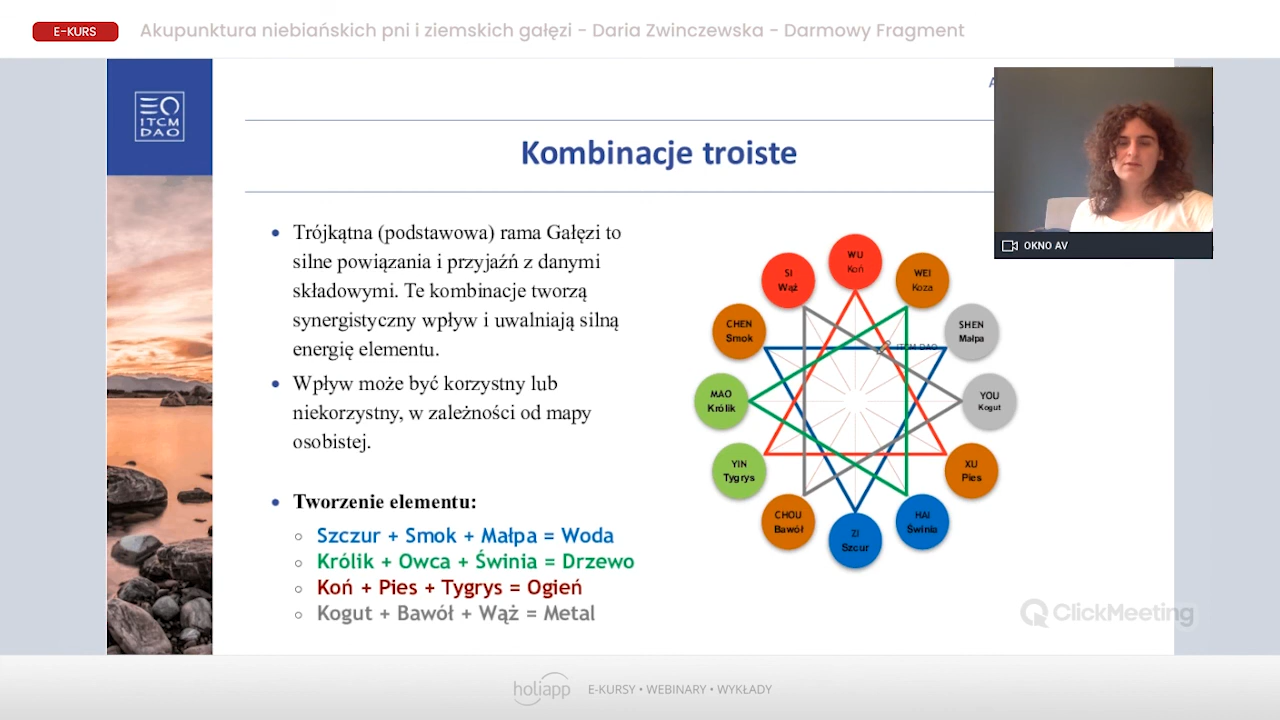 E-KURS
Akupunktura niebiańskich pni i ziemskich gałęzi - Daria Zwinczewska - Darmowy Fragment
ITCM
DAO
A
Kombinacje troiste
OKNO AV
• Trójkątna (podstawowa) rama Gałęzi to
silne powiązania i przyjaźń z danymi
składowymi. Te kombinacje tworzą
synergistyczny wpływ i uwalniają silną
energię elementu.
• Wpływ może być korzystny lub
niekorzystny, w zależności od mapy
osobistej.
• Tworzenie elementu:
○ Szczur + Smok + Małpa = Woda
○ Królik + Owca + Świnia = Drzewo
○ Koń + Pies + Tygrys = Ogień
○ Kogut + Bawół + Wąż = Metal
WU
Koń
WEI
Koza
SHEN
Małpa
YOU
Kogut
XU
Pies
HAI
Świnia
ZI
Szcur
CHOU
Bawół
YIN
Tygrys
MAO
Królik
CHEN
Smok
SI
Wąż
ITCM DAO
ClickMeeting
holiapp
E-KURSY • WEBINARY • WYKŁADY